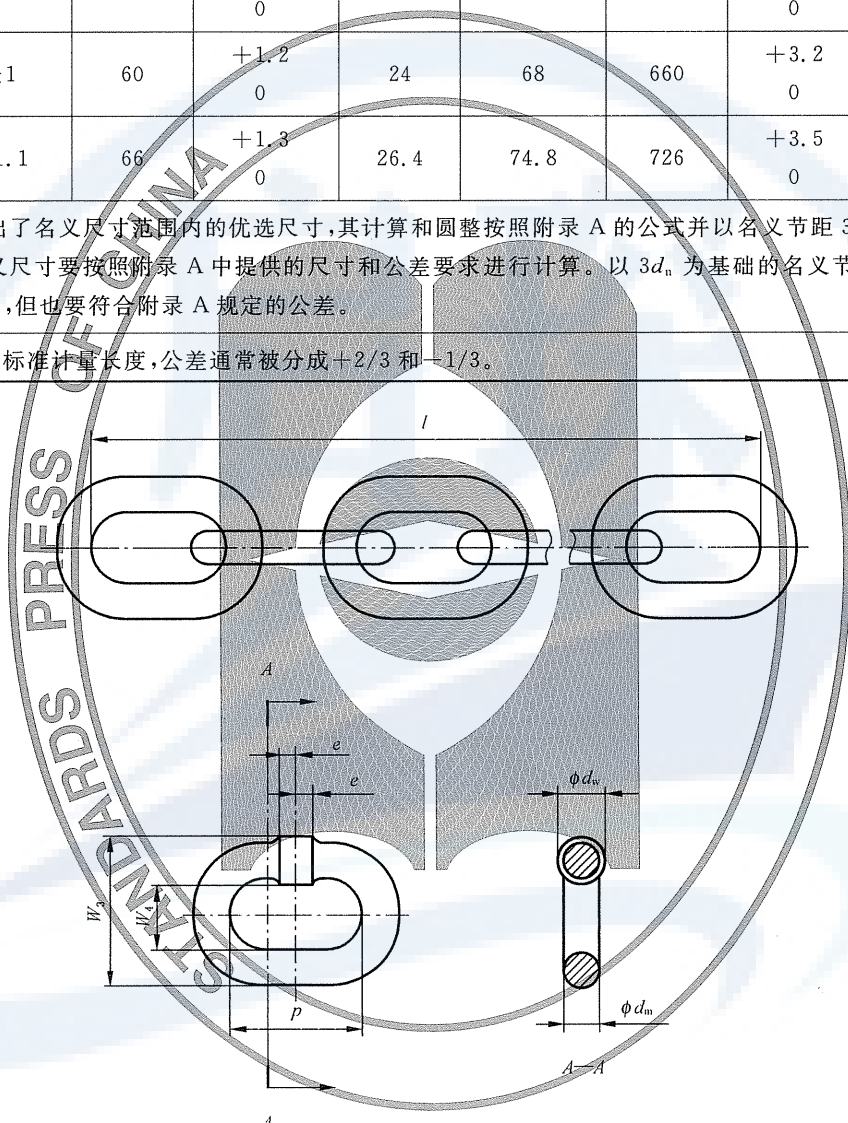 0 0
±1 60 +1.2 0 24 68 660 +3.2 0
.1 66 +1.3 0 26.4 74.8 726 +3.5 0
出了名义尺寸范围内的优选尺寸,其计算和圆整按照附录 A 的公式并以名义节距 3
尺寸要按照附录 A 中提供的尺寸和公差要求进行计算。以 3dₙ 为基础的名义节
,但也要符合附录 A 规定的公差。
标准计量长度,公差通常被分成+2/3 和-1/3。
l
A
e
e
φdw
W₃
W₄
p
φdm
A—A
A
STANDARDS PRESS OF CHINA